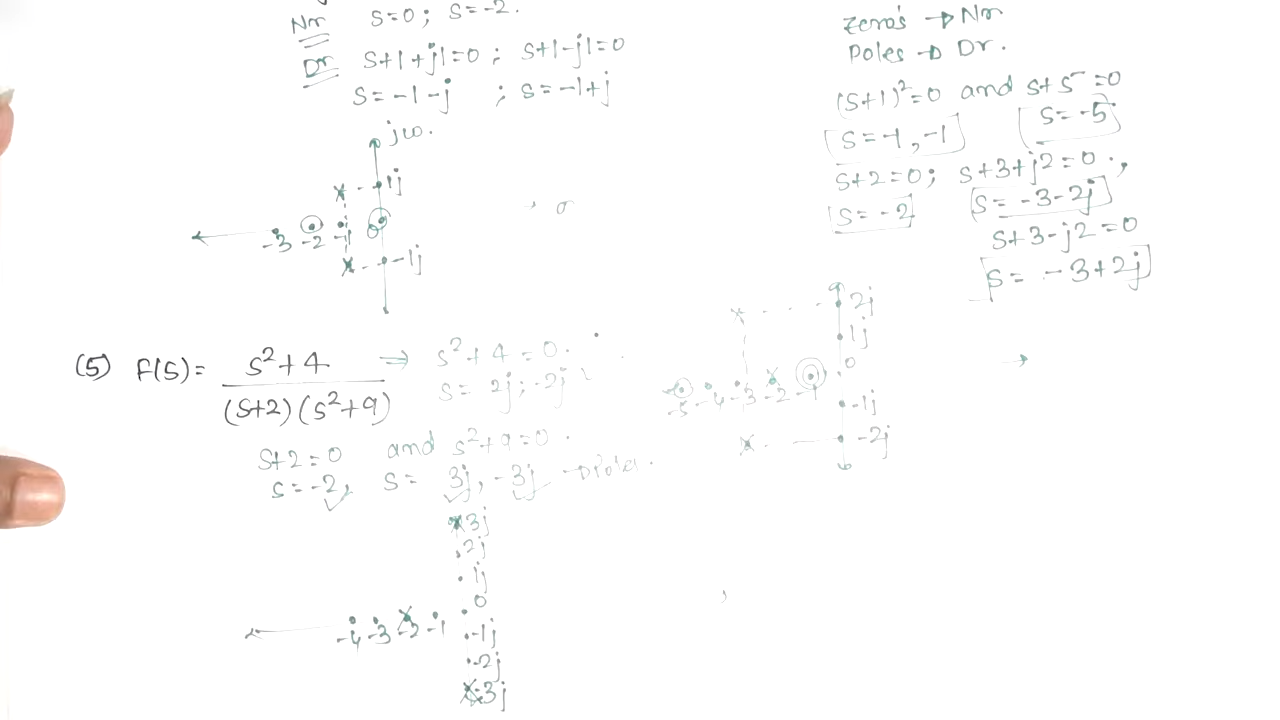 Nr S=0; S=-2.
Dr S+1+j1=0; S+1-j1=0
S=-1-j ; S=-1+j
jω.
1j
-3 -2 -1 0
σ
-1j
Zeros → Nr
Poles → Dr.
(S+1)²=0 and S+5=0
S=-1,-1 S=-5
S+2=0; S+3+j2=0.,
S=-2 S=-3-2j
S+3-j2=0
S= -3+2j
2j
1j
0
-5 -4 -3 -2 -1
-1j
-2j
(5) F(S)= S²+4 / (S+2)(S²+9) ⇒ S²+4=0.
S= 2j,-2j
S+2=0 and S²+9=0.
S=-2, S= 3j,-3j → Poles.
3j
2j
1j
0
-4 -3 -2 -1
-1j
-2j
-3j